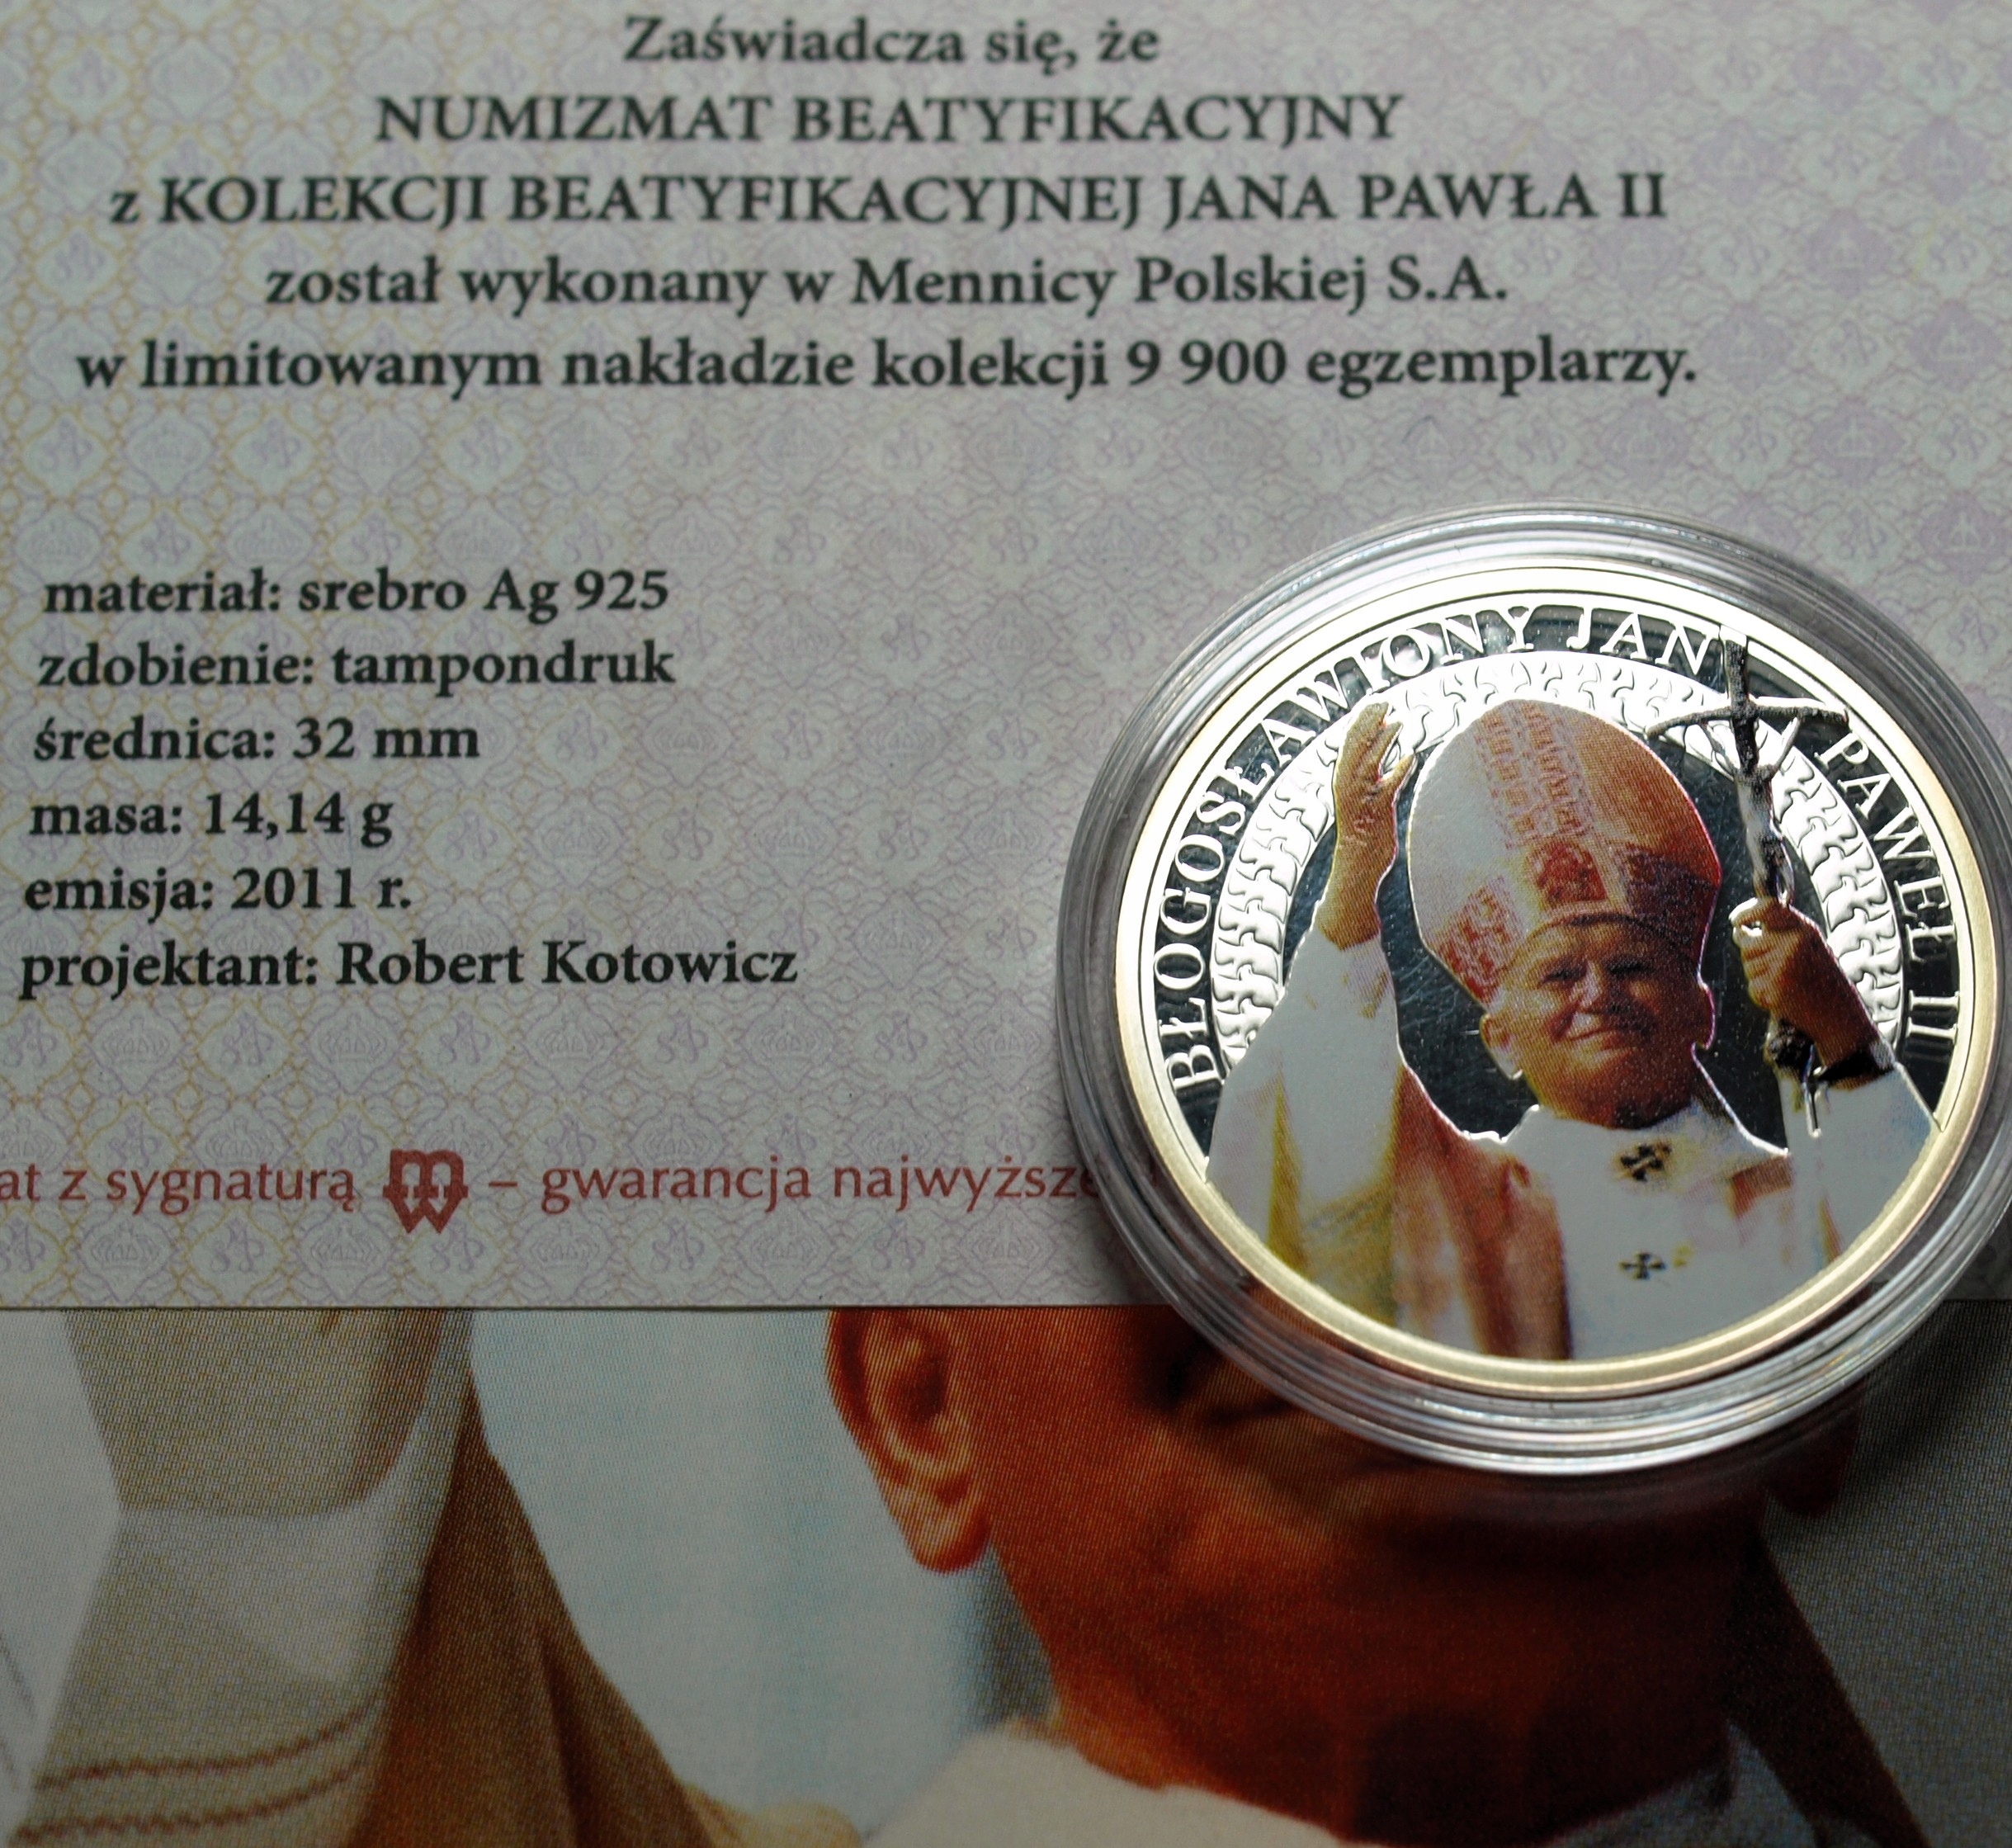 Zaświadcza się, że
NUMIZMAT BEATYFIKACYJNY
z KOLEKCJI BEATYFIKACYJNEJ JANA PAWŁA II
został wykonany w Mennicy Polskiej S.A.
w limitowanym nakładzie kolekcji 9 900 egzemplarzy.
materiał: srebro Ag 925
zdobienie: tampondruk
średnica: 32 mm
masa: 14,14 g
emisja: 2011 r.
projektant: Robert Kotowicz
z sygnaturą – gwarancja
BŁOGOSŁAWIONY JAN PAWEŁ II